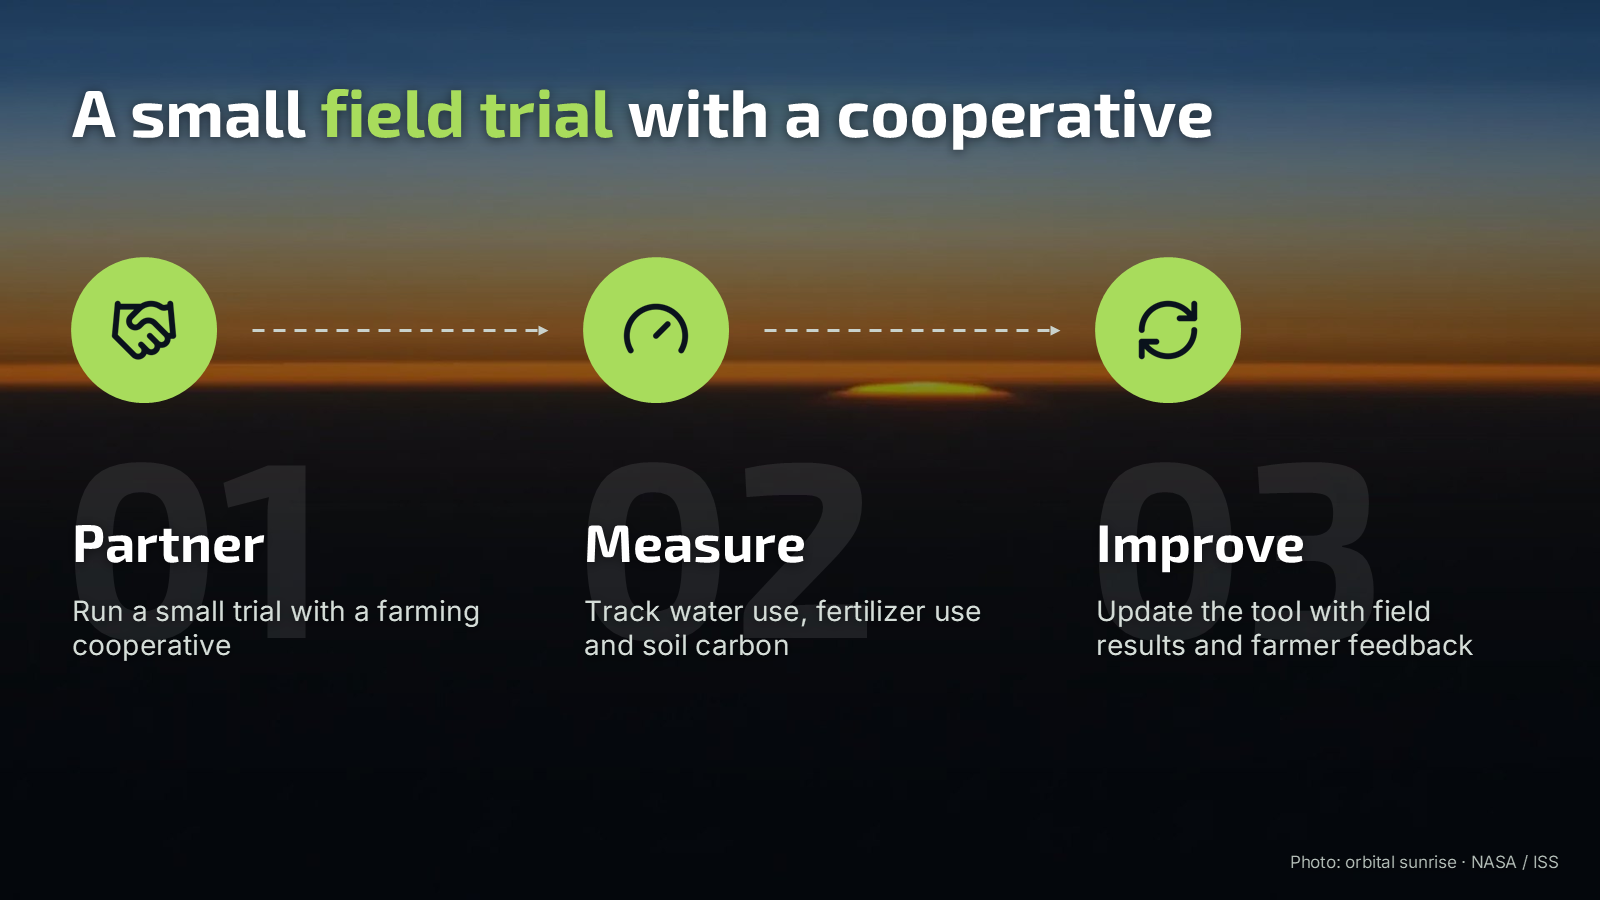 A small field trial with a cooperative
01
Partner
Run a small trial with a farming
cooperative
02
Measure
Track water use, fertilizer use
and soil carbon
03
Improve
Update the tool with field
results and farmer feedback
Photo: orbital sunrise · NASA / ISS